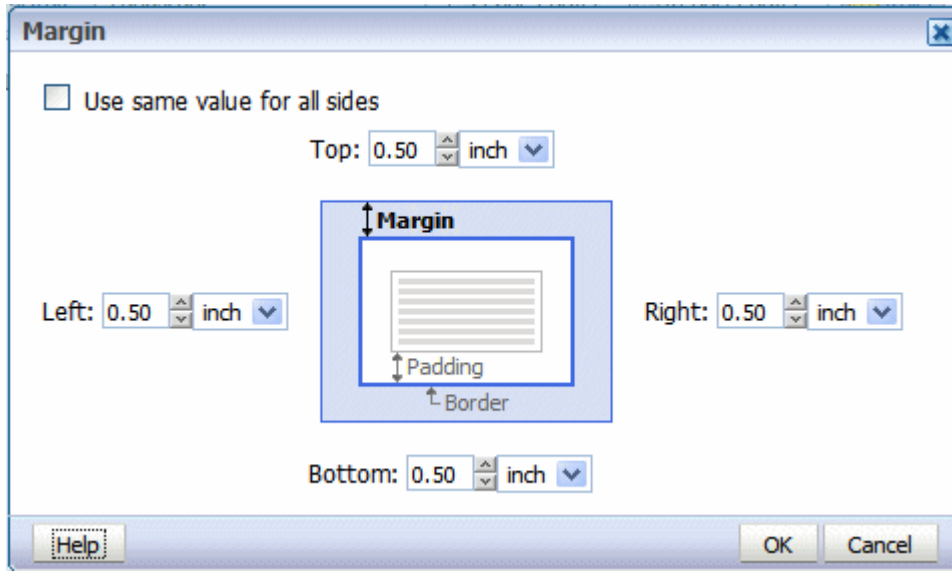 Margin
Use same value for all sides
Top: 0.50 inch
Margin
Left: 0.50 inch
Right: 0.50 inch
Padding
Border
Bottom: 0.50 inch
Help
OK
Cancel